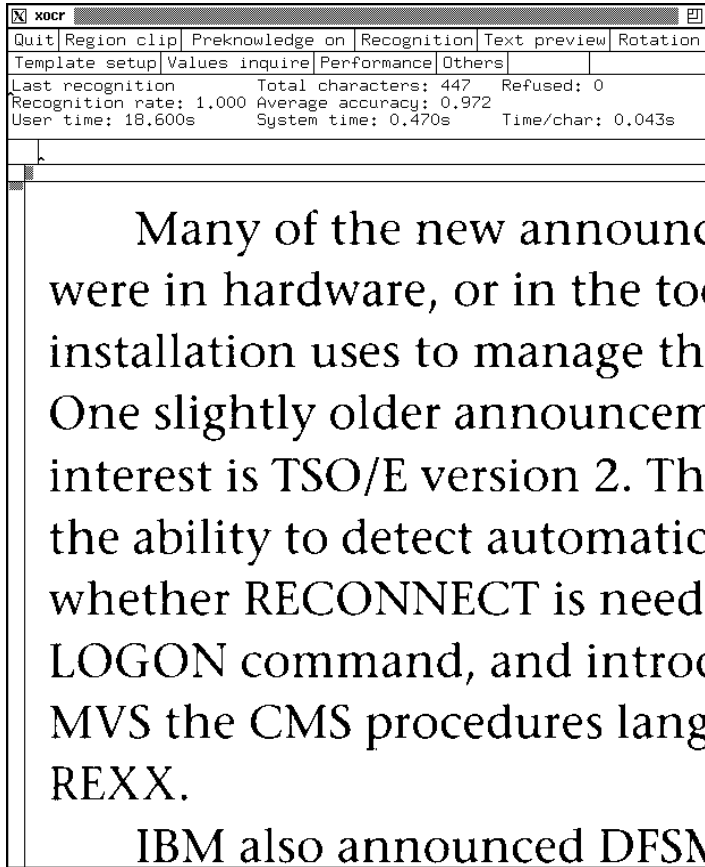 xocr
Quit Region clip Preknowledge on Recognition Text preview Rotation
Template setup Values inquire Performance Others
Last recognition Total characters: 447 Refused: 0
Recognition rate: 1.000 Average accuracy: 0.972
User time: 18.600s System time: 0.470s Time/char: 0.043s
Many of the new announc
were in hardware, or in the too
installation uses to manage th
One slightly older announcem
interest is TSO/E version 2. Th
the ability to detect automatic
whether RECONNECT is need
LOGON command, and introd
MVS the CMS procedures lang
REXX.
IBM also announced DFSM